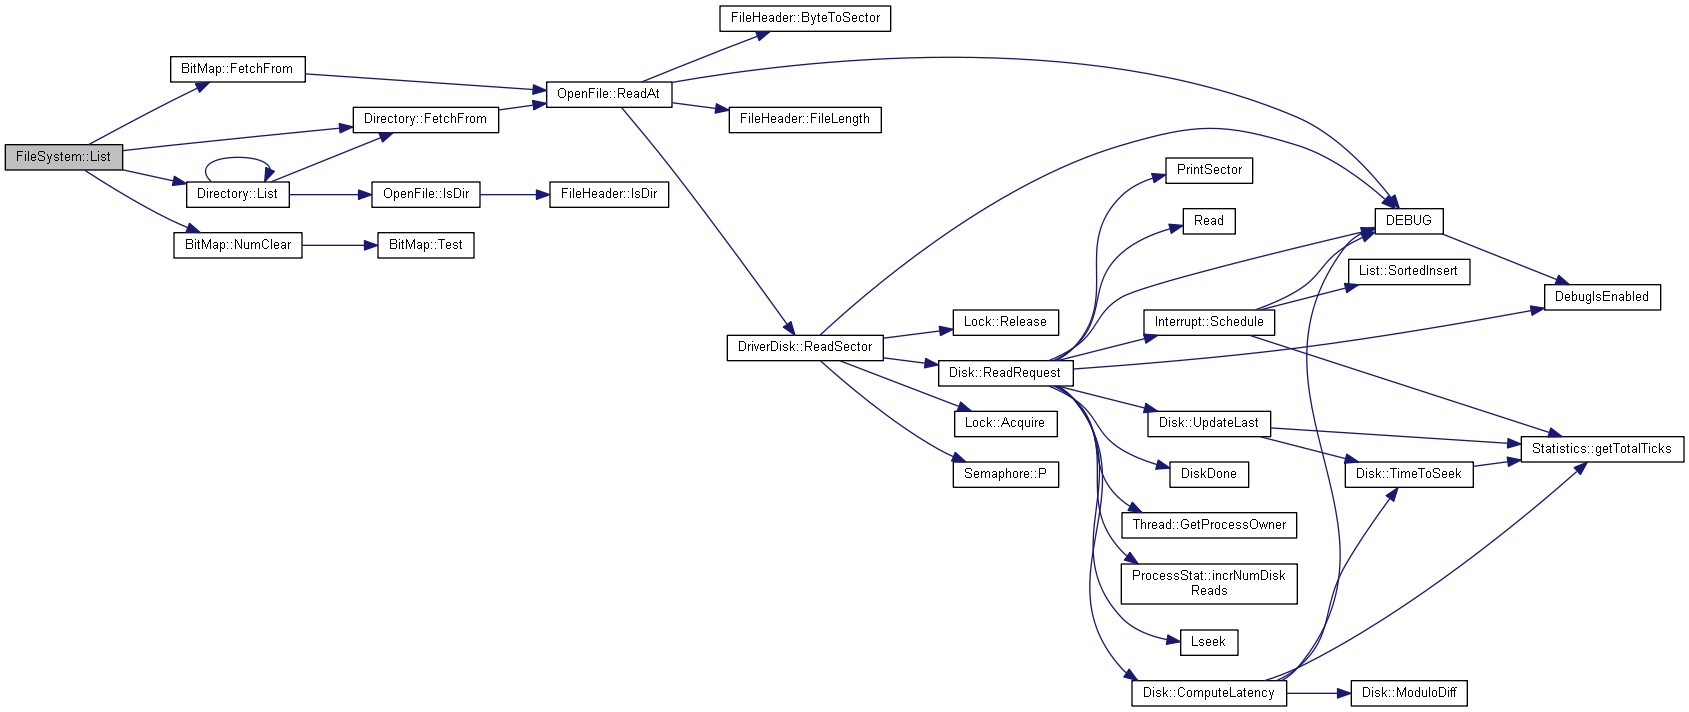 FileHeader::ByteToSector
BitMap::FetchFrom
OpenFile::ReadAt
Directory::FetchFrom
FileHeader::FileLength
FileSystem::List
PrintSector
Directory::List
OpenFile::IsDir
FileHeader::IsDir
Read
DEBUG
BitMap::NumClear
BitMap::Test
List::SortedInsert
DebugIsEnabled
Lock::Release
Interrupt::Schedule
DriverDisk::ReadSector
Disk::ReadRequest
Lock::Acquire
Disk::UpdateLast
Statistics::getTotalTicks
Semaphore::P
DiskDone
Disk::TimeToSeek
Thread::GetProcessOwner
ProcessStat::incrNumDisk
Reads
Lseek
Disk::ComputeLatency
Disk::ModuloDiff